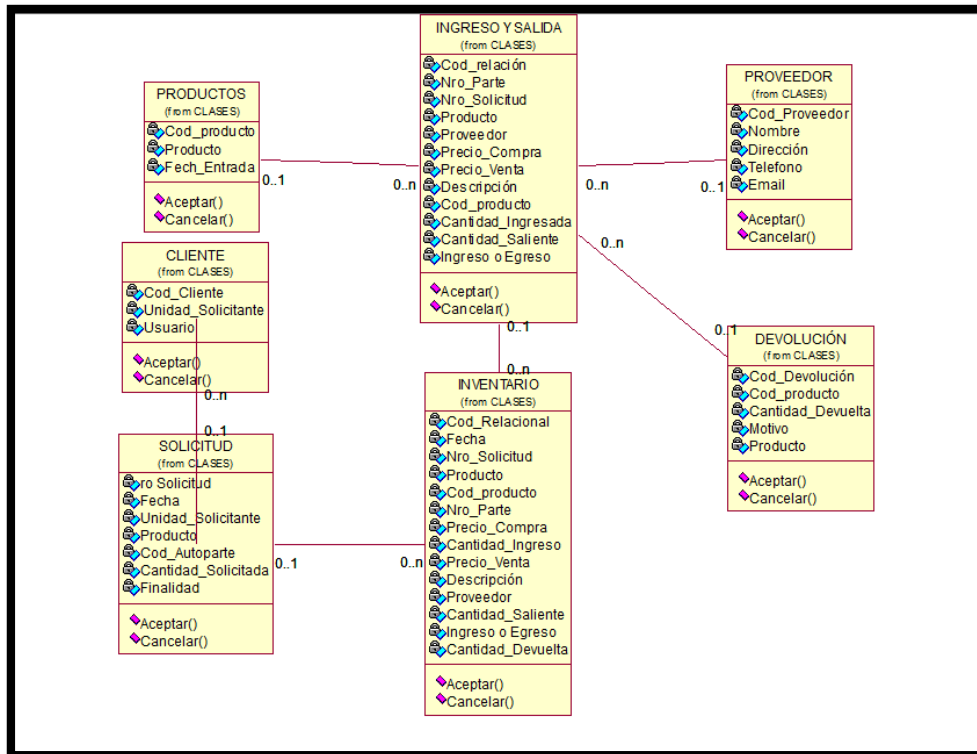 INGRESO Y SALIDA
(from CLASES)
Cod_relación
Nro_Parte
Nro_Solicitud
Producto
Proveedor
Precio_Compra
Precio_Venta
Descripción
Cod_producto
Cantidad_Ingresada
Cantidad_Saliente
Ingreso o Egreso
Aceptar()
Cancelar()
PRODUCTOS
(from CLASES)
Cod_producto
Producto
Fech_Entrada
Aceptar()
Cancelar()
0..1
0..n
PROVEEDOR
(from CLASES)
Cod_Proveedor
Nombre
Dirección
Telefono
Email
Aceptar()
Cancelar()
0..n
0..1
CLIENTE
(from CLASES)
Cod_Cliente
Unidad_Solicitante
Usuario
Aceptar()
Cancelar()
0..n
0..1
0..n
0..1
DEVOLUCIÓN
(from CLASES)
Cod_Devolución
Cod_producto
Cantidad_Devuelta
Motivo
Producto
Aceptar()
Cancelar()
0..1
0..n
INVENTARIO
(from CLASES)
Cod_Relacional
Fecha
Nro_Solicitud
Producto
Cod_producto
Nro_Parte
Precio_Compra
Cantidad_Ingreso
Precio_Venta
Descripción
Proveedor
Cantidad_Saliente
Ingreso o Egreso
Cantidad_Devuelta
Aceptar()
Cancelar()
SOLICITUD
(from CLASES)
ro Solicitud
Fecha
Unidad_Solicitante
Producto
Cod_Autoparte
Cantidad_Solicitada
Finalidad
Aceptar()
Cancelar()
0..1
0..n